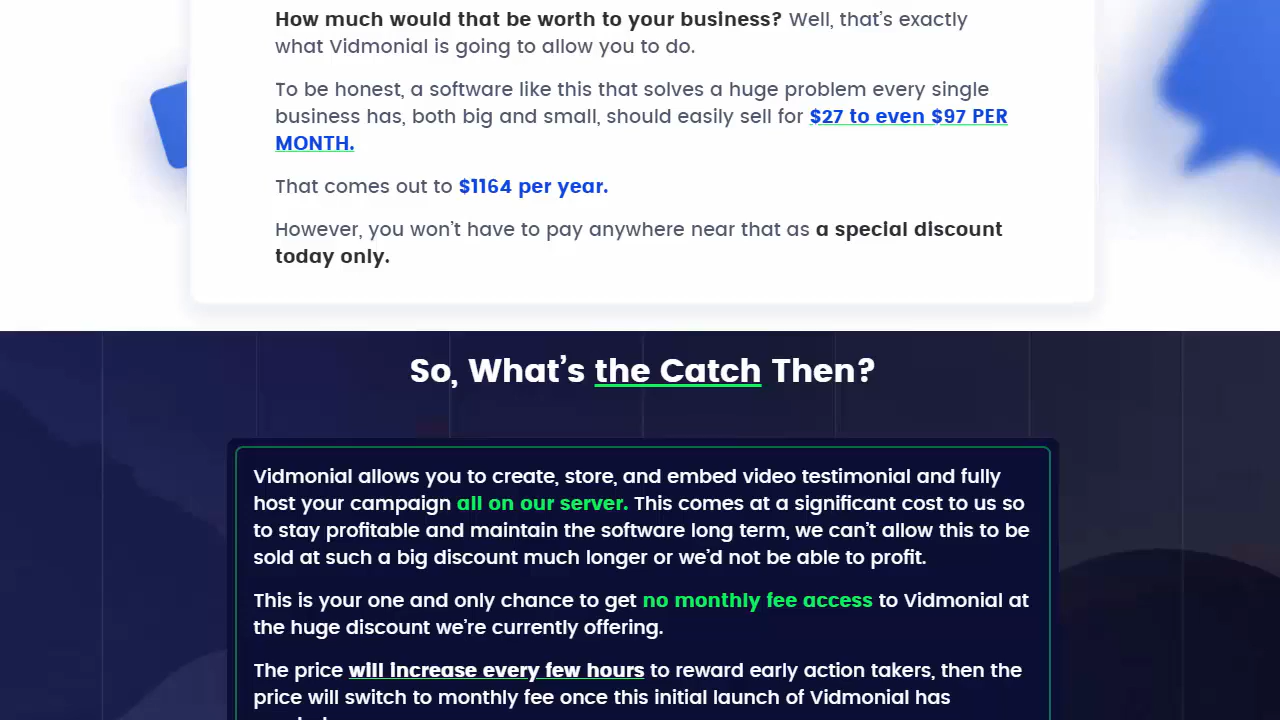 How much would that be worth to your business? Well, that's exactly
what Vidmonial is going to allow you to do.
To be honest, a software like this that solves a huge problem every single
business has, both big and small, should easily sell for $27 to even $97 PER
MONTH.
That comes out to $1164 per year.
However, you won't have to pay anywhere near that as a special discount
today only.
So, What's the Catch Then?
Vidmonial allows you to create, store, and embed video testimonial and fully
host your campaign all on our server. This comes at a significant cost to us so
to stay profitable and maintain the software long term, we can't allow this to be
sold at such a big discount much longer or we'd not be able to profit.
This is your one and only chance to get no monthly fee access to Vidmonial at
the huge discount we're currently offering.
The price will increase every few hours to reward early action takers, then the
price will switch to monthly fee once this initial launch of Vidmonial has